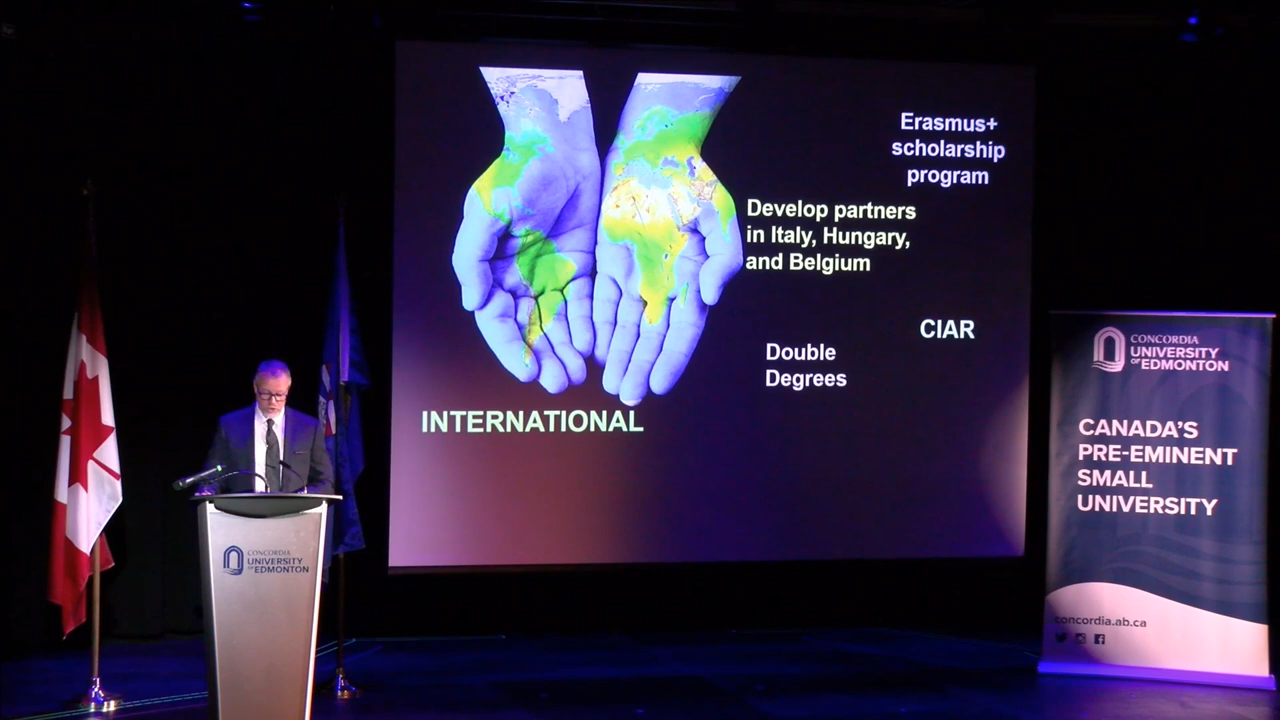 Erasmus+
scholarship
program
Develop partners
in Italy, Hungary,
and Belgium
CIAR
Double
Degrees
INTERNATIONAL
CONCORDIA
UNIVERSITY
OF EDMONTON
CONCORDIA
UNIVERSITY
OF EDMONTON
CANADA'S
PRE-EMINENT
SMALL
UNIVERSITY
concordia.ab.ca